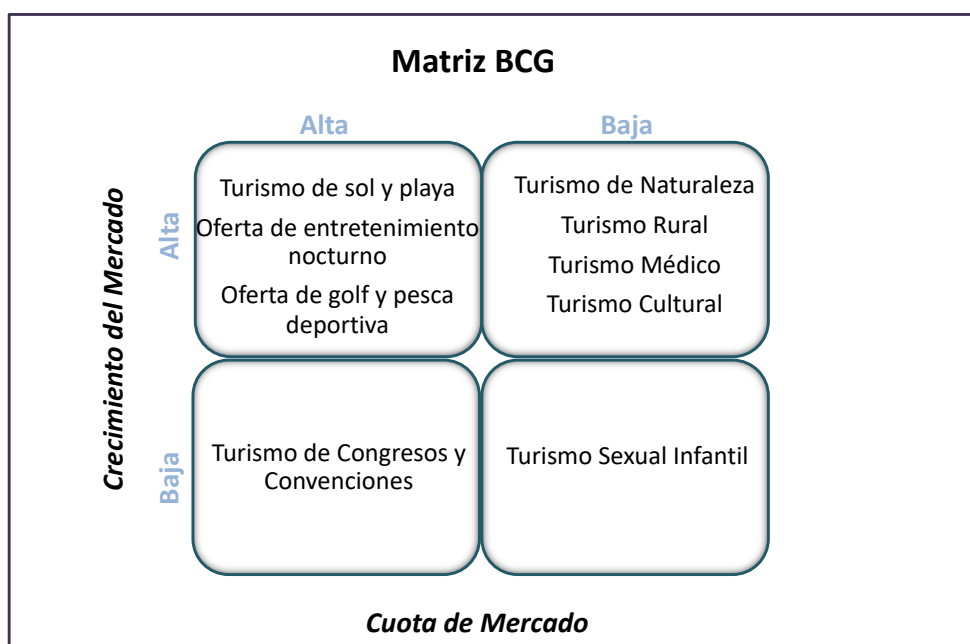 Matriz BCG
Alta
Baja
Crecimiento del Mercado
Alta
Turismo de sol y playa
Oferta de entretenimiento
nocturno
Oferta de golf y pesca
deportiva
Turismo de Naturaleza
Turismo Rural
Turismo Médico
Turismo Cultural
Baja
Turismo de Congresos y
Convenciones
Turismo Sexual Infantil
Cuota de Mercado